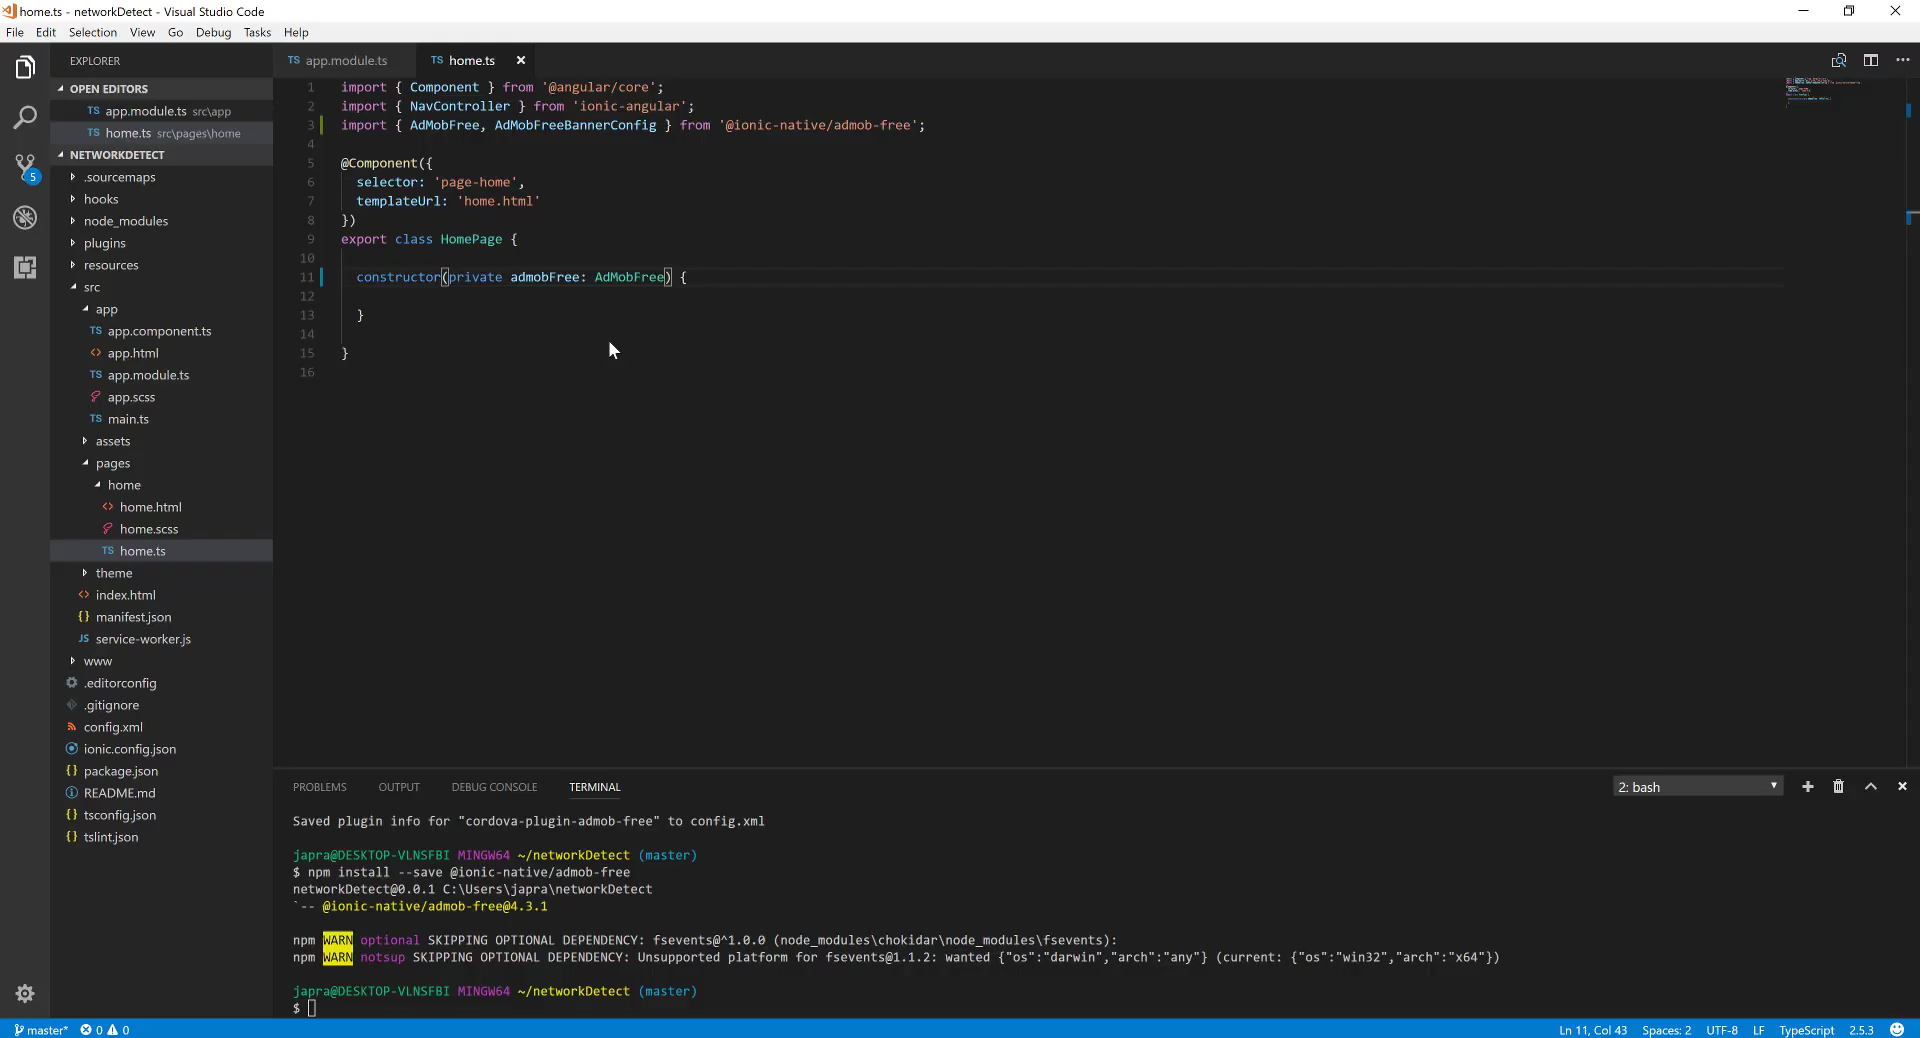 home.ts - networkDetect - Visual Studio Code
File Edit Selection View Go Debug Tasks Help
EXPLORER
OPEN EDITORS
TS app.module.ts src\app
TS home.ts src\pages\home
NETWORKDETECT
.sourcemaps
hooks
node_modules
plugins
resources
src
app
TS app.component.ts
<> app.html
TS app.module.ts
app.scss
TS main.ts
assets
pages
home
<> home.html
home.scss
TS home.ts
theme
<> index.html
{} manifest.json
JS service-worker.js
www
.editorconfig
.gitignore
config.xml
ionic.config.json
{} package.json
README.md
{} tsconfig.json
{} tslint.json
5
TS app.module.ts TS home.ts
1 import { Component } from '@angular/core';
2 import { NavController } from 'ionic-angular';
3 import { AdMobFree, AdMobFreeBannerConfig } from '@ionic-native/admob-free';
4
5 @Component({
6 selector: 'page-home',
7 templateUrl: 'home.html'
8 })
9 export class HomePage {
10
11 constructor(private admobFree: AdMobFree) {
12
13 }
14
15 }
16
PROBLEMS OUTPUT DEBUG CONSOLE TERMINAL 2: bash
Saved plugin info for "cordova-plugin-admob-free" to config.xml
japra@DESKTOP-VLNSFBI MINGW64 ~/networkDetect (master)
$ npm install --save @ionic-native/admob-free
networkDetect@0.0.1 C:\Users\japra\networkDetect
`-- @ionic-native/admob-free@4.3.1
npm WARN optional SKIPPING OPTIONAL DEPENDENCY: fsevents@^1.0.0 (node_modules\chokidar\node_modules\fsevents):
npm WARN notsup SKIPPING OPTIONAL DEPENDENCY: Unsupported platform for fsevents@1.1.2: wanted {"os":"darwin","arch":"any"} (current: {"os":"win32","arch":"x64"})
japra@DESKTOP-VLNSFBI MINGW64 ~/networkDetect (master)
$
master* 0 0 Ln 11, Col 43 Spaces: 2 UTF-8 LF TypeScript 2.5.3